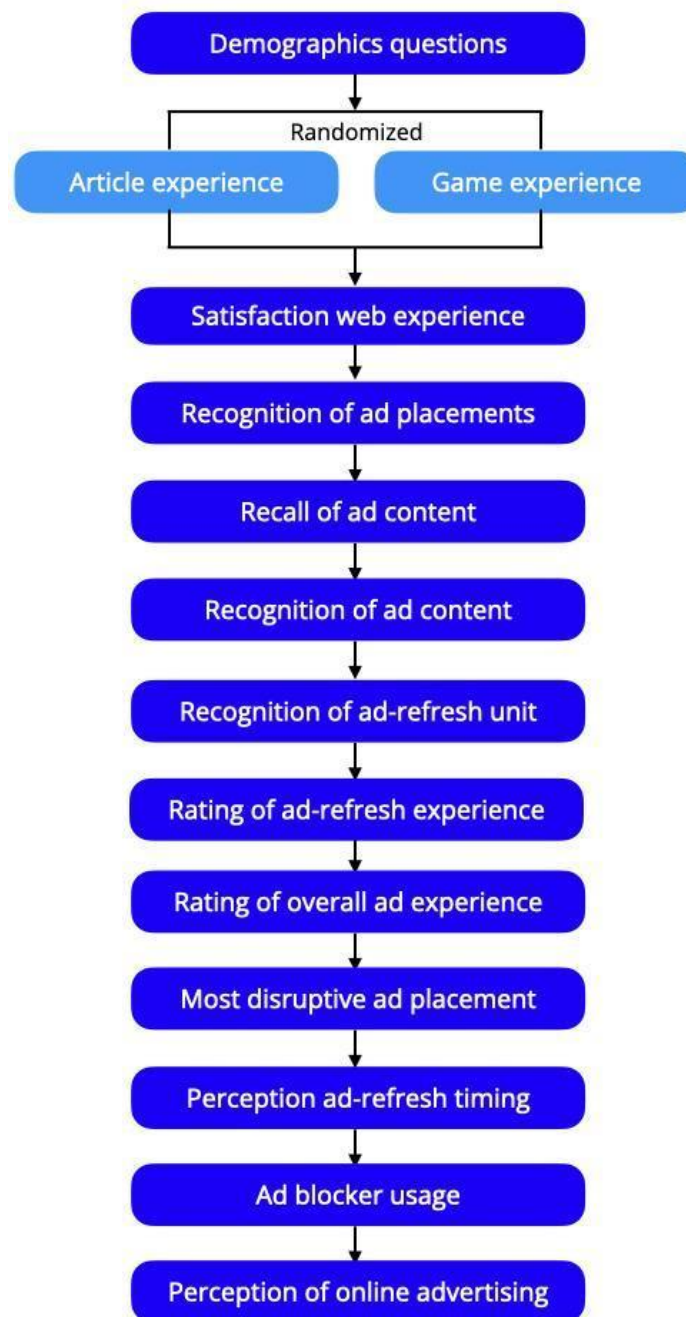 Demographics questions
Randomized
Article experience
Game experience
Satisfaction web experience
Recognition of ad placements
Recall of ad content
Recognition of ad content
Recognition of ad-refresh unit
Rating of ad-refresh experience
Rating of overall ad experience
Most disruptive ad placement
Perception ad-refresh timing
Ad blocker usage
Perception of online advertising